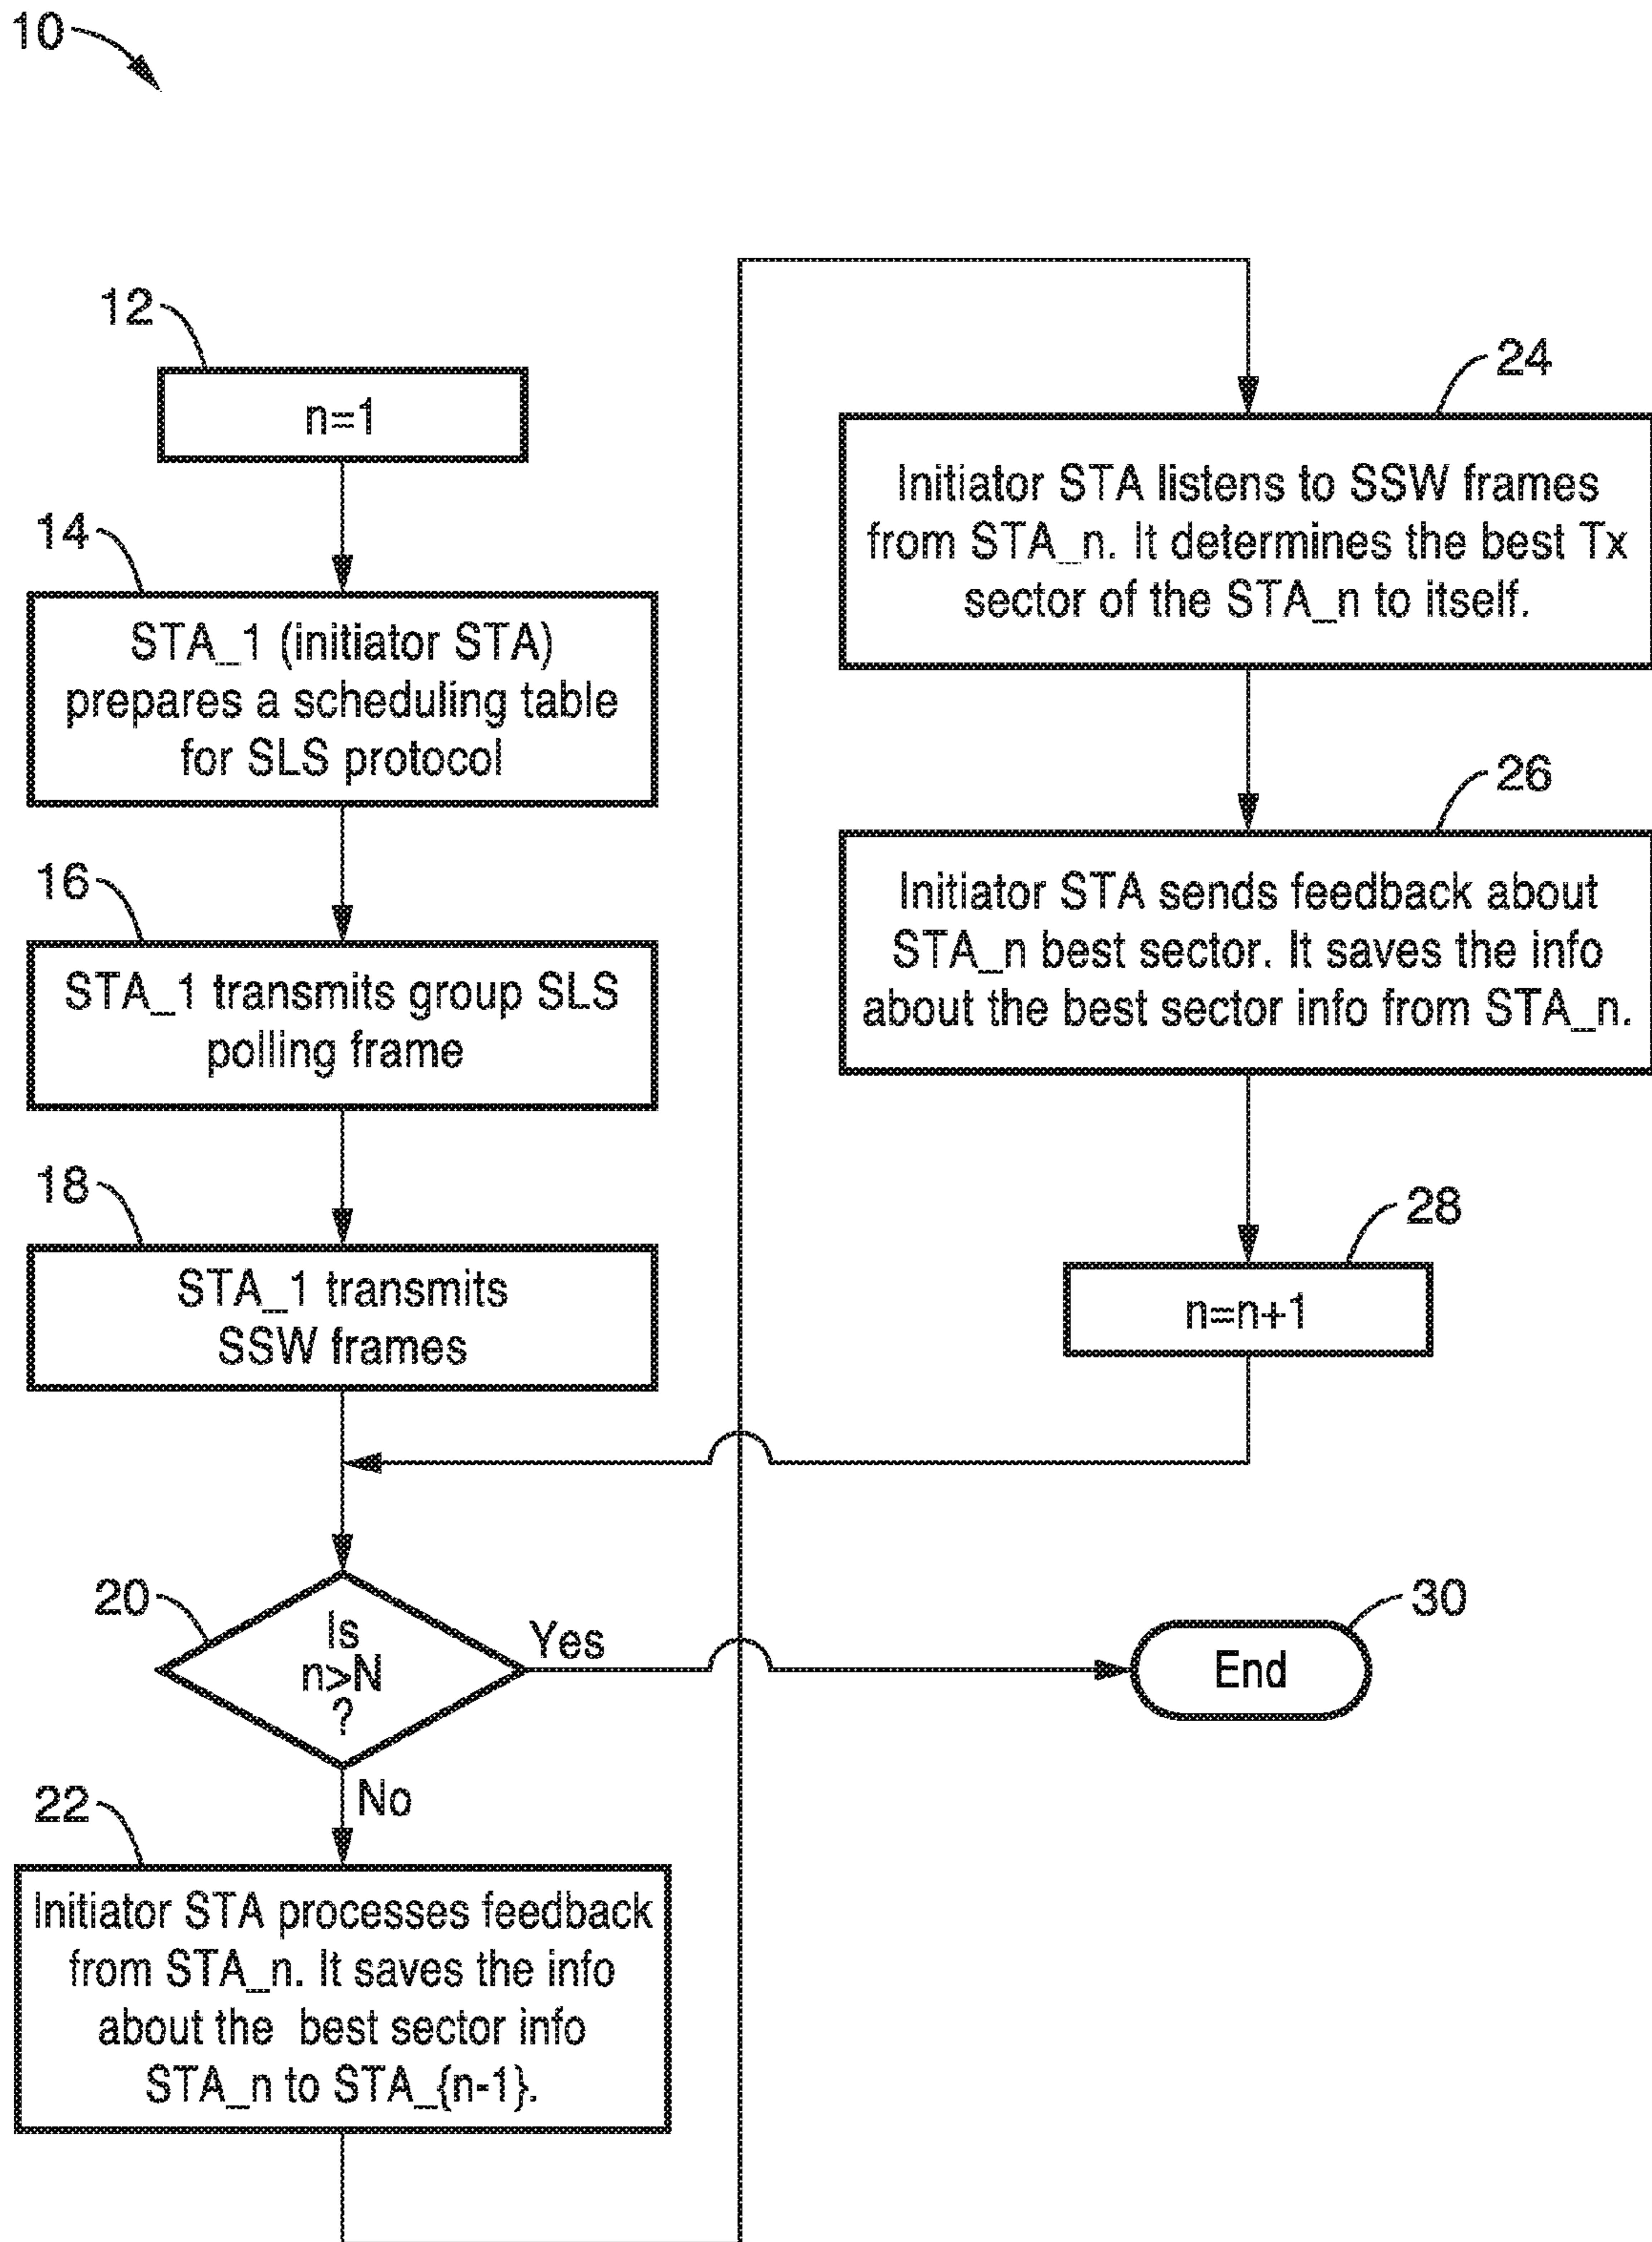 10
12
n=1
14
STA_1 (initiator STA)
prepares a scheduling table
for SLS protocol
16
STA_1 transmits group SLS
polling frame
18
STA_1 transmits
SSW frames
20
Is
n>N
?
Yes
No
22
Initiator STA processes feedback
from STA_n. It saves the info
about the best sector info
STA_n to STA_{n-1}.
24
Initiator STA listens to SSW frames
from STA_n. It determines the best Tx
sector of the STA_n to itself.
26
Initiator STA sends feedback about
STA_n best sector. It saves the info
about the best sector info from STA_n.
28
n=n+1
30
End